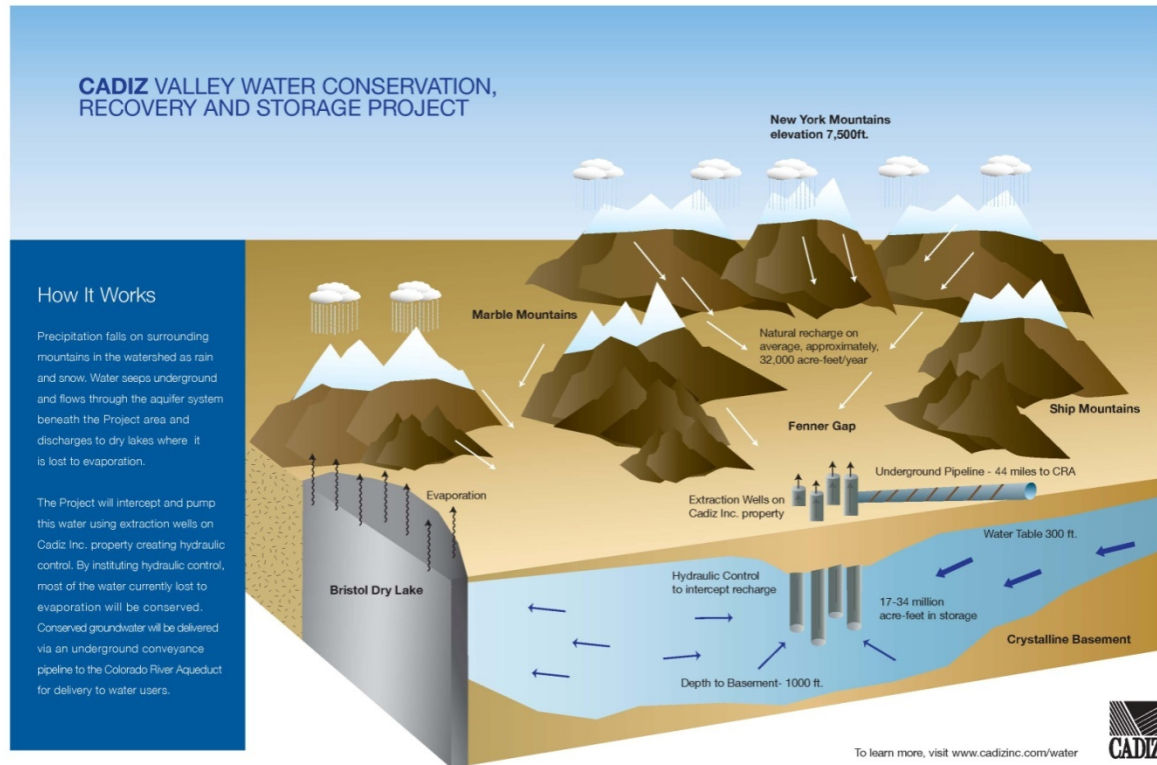 CADIZ VALLEY WATER CONSERVATION,
RECOVERY AND STORAGE PROJECT
New York Mountains
elevation 7,500ft.
How It Works
Precipitation falls on surrounding
mountains in the watershed as rain
and snow. Water seeps underground
and flows through the aquifer system
beneath the Project area and
discharges to dry lakes where it
is lost to evaporation.
The Project will intercept and pump
this water using extraction wells on
Cadiz Inc. property creating hydraulic
control. By instituting hydraulic control,
most of the water currently lost to
evaporation will be conserved.
Conserved groundwater will be delivered
via an underground conveyance
pipeline to the Colorado River Aqueduct
for delivery to water users.
Marble Mountains
Natural recharge on
average, approximately,
32,000 acre-feet/year
Ship Mountains
Fenner Gap
Underground Pipeline - 44 miles to CRA
Evaporation
Extraction Wells on
Cadiz Inc. property
Water Table 300 ft.
Bristol Dry Lake
Hydraulic Control
to intercept recharge
17-34 million
acre-feet in storage
Crystalline Basement
Depth to Basement- 1000 ft.
To learn more, visit www.cadizinc.com/water
CADIZ